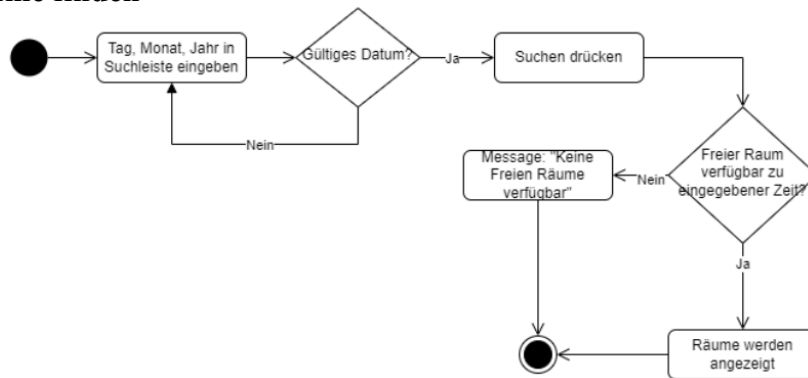 Tag, Monat, Jahr in
Suchleiste eingeben
Gültiges Datum?
Ja
Suchen drücken
Nein
Message: "Keine
Freien Räume
verfügbar"
Nein
Freier Raum
verfügbar zu
eingegebener Zeit?
Ja
Räume werden
angezeigt